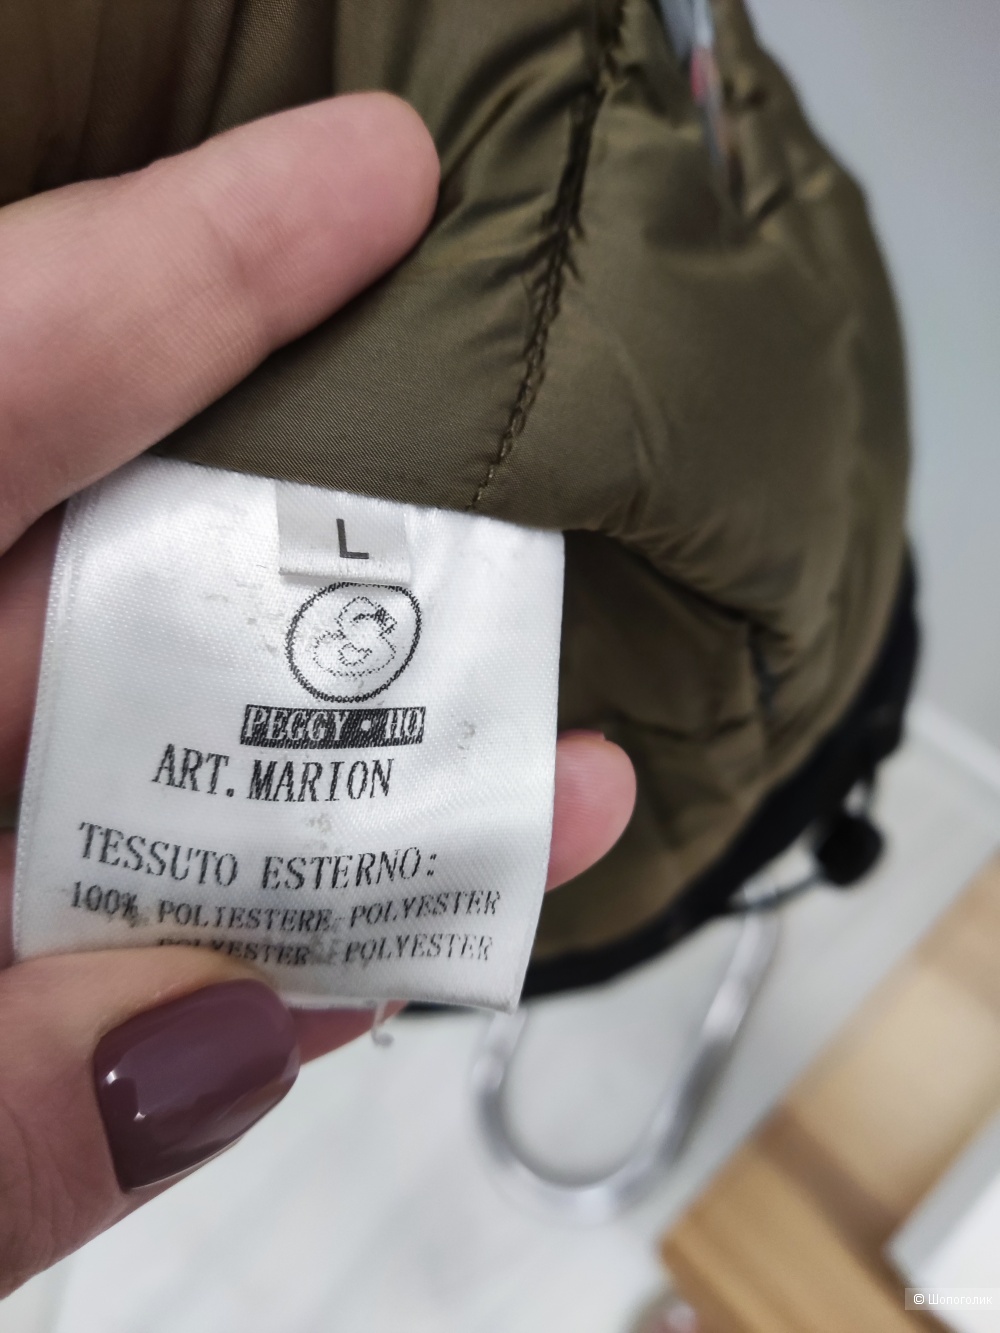 L
PEGGY · HO
ART. MARION
TESSUTO ESTERNO:
100% POLIESTERE-POLYESTER
POLYESTER - POLYESTER
© Шопоголик